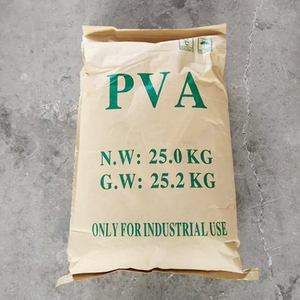 PVA
N.W: 25.0 KG
G.W: 25.2 KG
ONLY FOR INDUSTRIAL USE